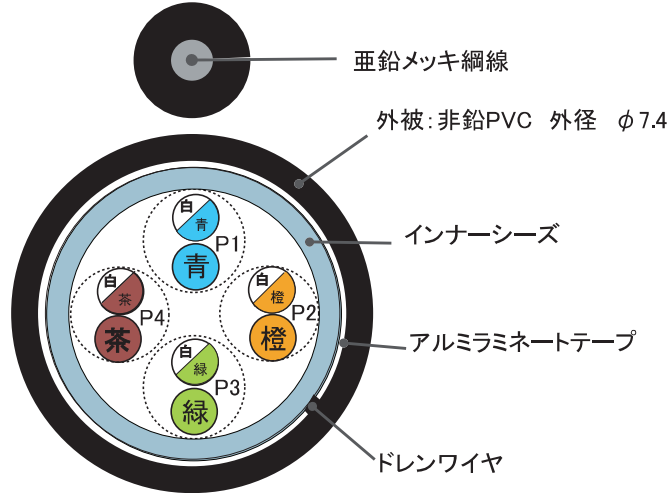 亜鉛メッキ綱線
外被：非鉛PVC　外径　φ7.4
インナーシーズ
アルミラミネートテープ
ドレンワイヤ
白 青
青
P1
白 橙
橙
P2
白 緑
緑
P3
白 茶
茶
P4